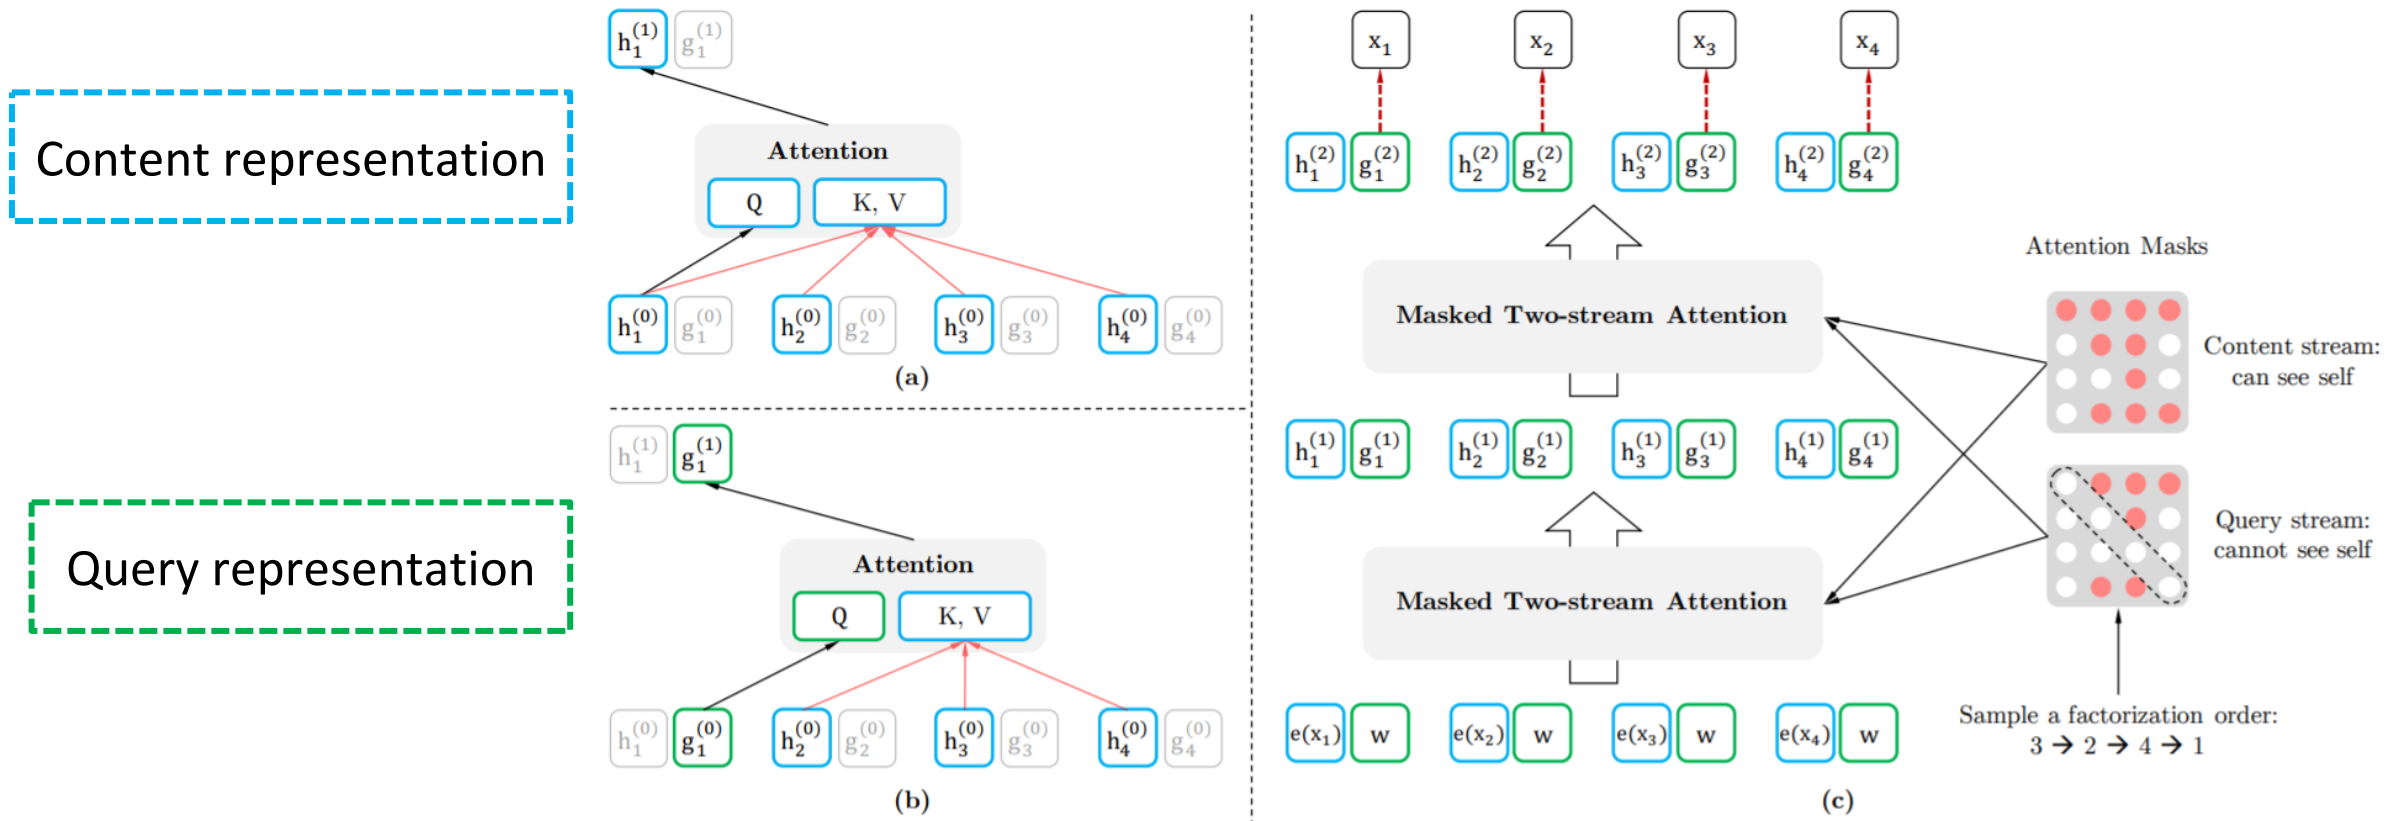 Content representation
Query representation
h₁⁽¹⁾ g₁⁽¹⁾
Attention
Q K, V
h₁⁽⁰⁾ g₁⁽⁰⁾ h₂⁽⁰⁾ g₂⁽⁰⁾ h₃⁽⁰⁾ g₃⁽⁰⁾ h₄⁽⁰⁾ g₄⁽⁰⁾
(a)
h₁⁽¹⁾ g₁⁽¹⁾
Attention
Q K, V
h₁⁽⁰⁾ g₁⁽⁰⁾ h₂⁽⁰⁾ g₂⁽⁰⁾ h₃⁽⁰⁾ g₃⁽⁰⁾ h₄⁽⁰⁾ g₄⁽⁰⁾
(b)
x₁ x₂ x₃ x₄
h₁⁽²⁾ g₁⁽²⁾ h₂⁽²⁾ g₂⁽²⁾ h₃⁽²⁾ g₃⁽²⁾ h₄⁽²⁾ g₄⁽²⁾
Masked Two-stream Attention
h₁⁽¹⁾ g₁⁽¹⁾ h₂⁽¹⁾ g₂⁽¹⁾ h₃⁽¹⁾ g₃⁽¹⁾ h₄⁽¹⁾ g₄⁽¹⁾
Masked Two-stream Attention
e(x₁) w e(x₂) w e(x₃) w e(x₄) w
Attention Masks
Content stream:
can see self
Query stream:
cannot see self
Sample a factorization order:
3 → 2 → 4 → 1
(c)